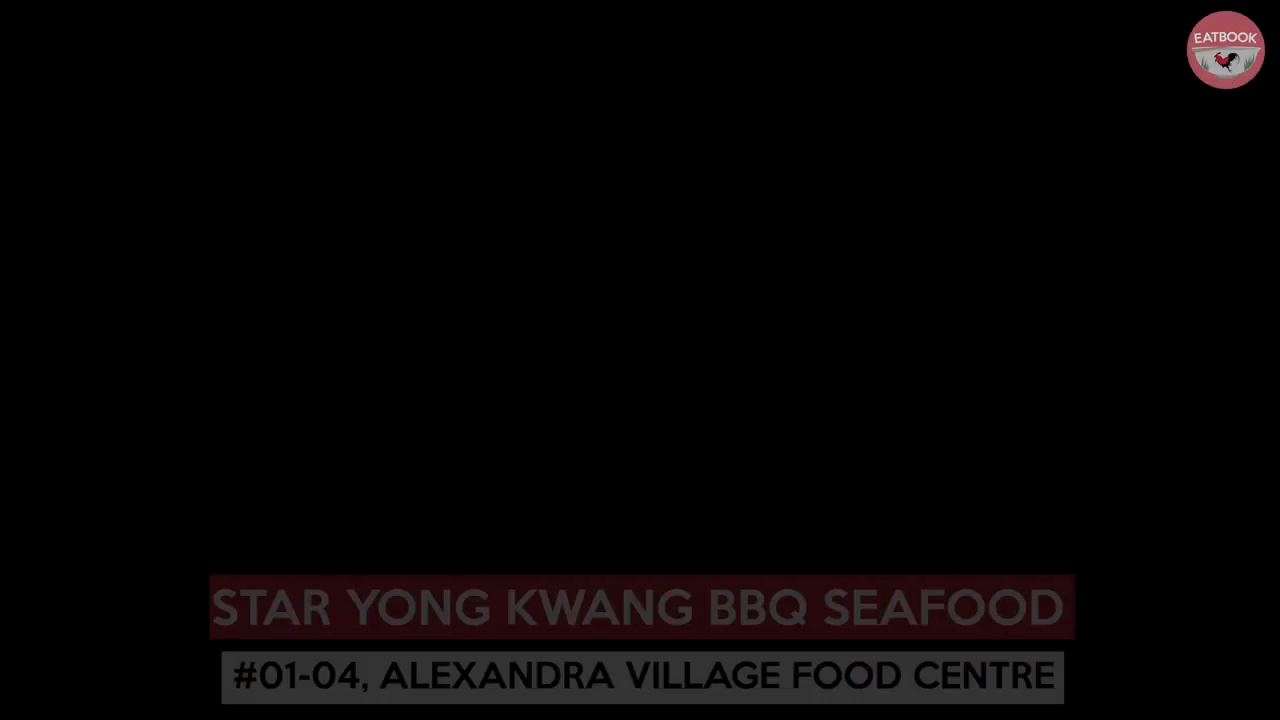 EATBOOK
STAR YONG KWANG BBQ SEAFOOD
#01-04, ALEXANDRA VILLAGE FOOD CENTRE